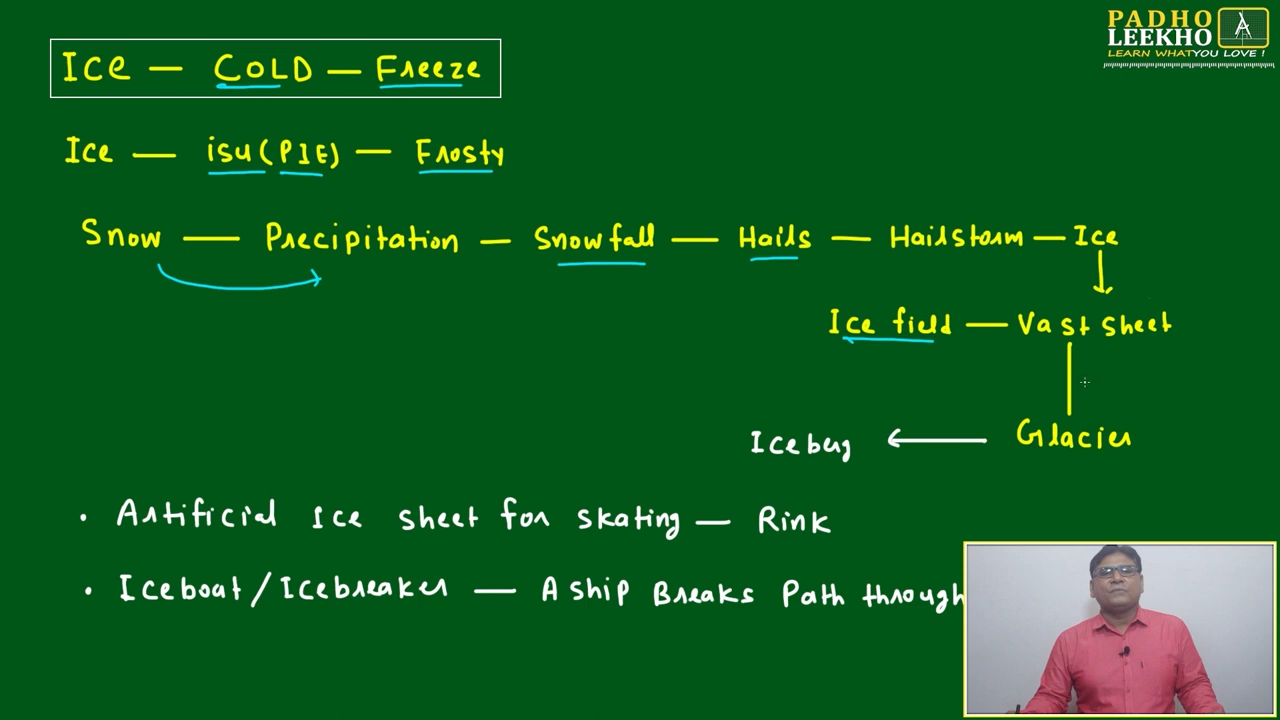 PADHO
LEEKHO
LEARN WHAT YOU LOVE !
Ice — COLD — Freeze
Ice — isu (PIE) — Frosty
Snow — Precipitation — Snowfall — Hails — Hailstorm — Ice
Ice field — Vast sheet
Iceberg ← Glacier
• Artificial Ice sheet for skating — Rink
• Iceboat / Icebreaker — A ship Breaks Path through